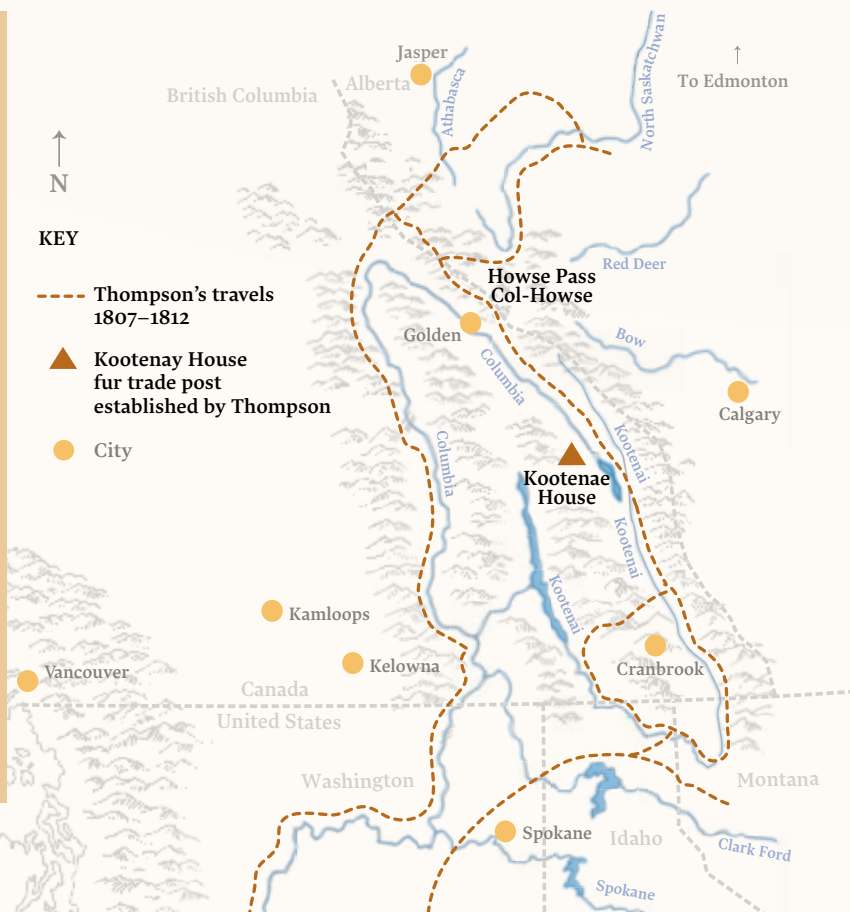 Jasper
North Saskatchwan
To Edmonton
British Columbia
Alberta
Athabasca
N
KEY
Thompson's travels
1807–1812
Kootenay House
fur trade post
established by Thompson
City
Howse Pass
Col-Howse
Red Deer
Golden
Columbia
Bow
Calgary
Columbia
Kootenai
Kootenae
House
Kootenai
Kootenai
Kamloops
Kelowna
Vancouver
Cranbrook
Canada
United States
Washington
Montana
Spokane
Idaho
Clark Ford
Spokane